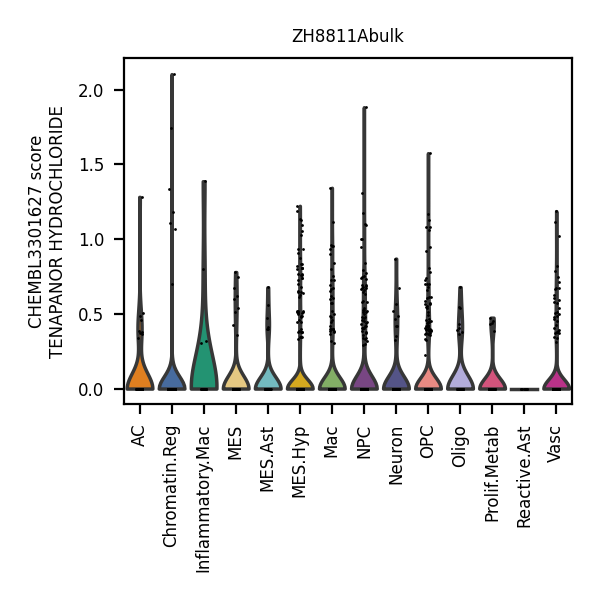 ZH8811Abulk
CHEMBL3301627 score
TENAPANOR HYDROCHLORIDE
2.0
1.5
1.0
0.5
0.0
AC
Chromatin.Reg
Inflammatory.Mac
MES
MES.Ast
MES.Hyp
Mac
NPC
Neuron
OPC
Oligo
Prolif.Metab
Reactive.Ast
Vasc